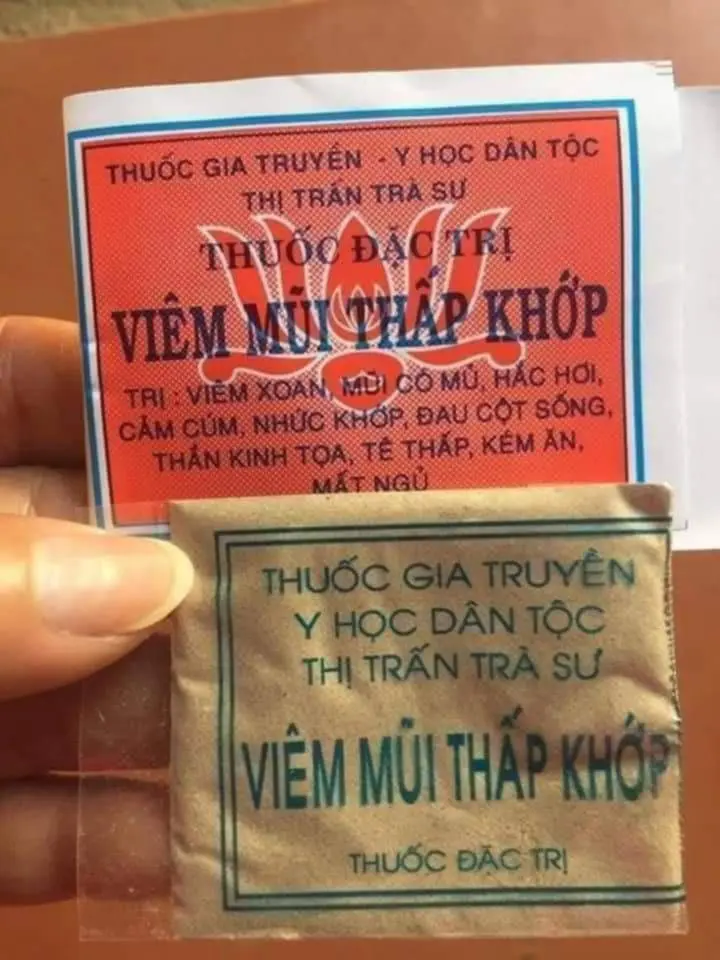 THUỐC GIA TRUYỀN - Y HỌC DÂN TỘC
THỊ TRẤN TRÀ SƯ
THUỐC ĐẶC TRỊ
VIÊM MŨI THẤP KHỚP
TRỊ : VIÊM XOAN, MŨI CÓ MỦ, HẮC HƠI,
CẢM CÚM, NHỨC KHỚP, ĐAU CỘT SỐNG,
THẦN KINH TỌA, TÊ THẤP, KÉM ĂN,
MẤT NGỦ
THUỐC GIA TRUYỀN
Y HỌC DÂN TỘC
THỊ TRẤN TRÀ SƯ
VIÊM MŨI THẤP KHỚP
THUỐC ĐẶC TRỊ